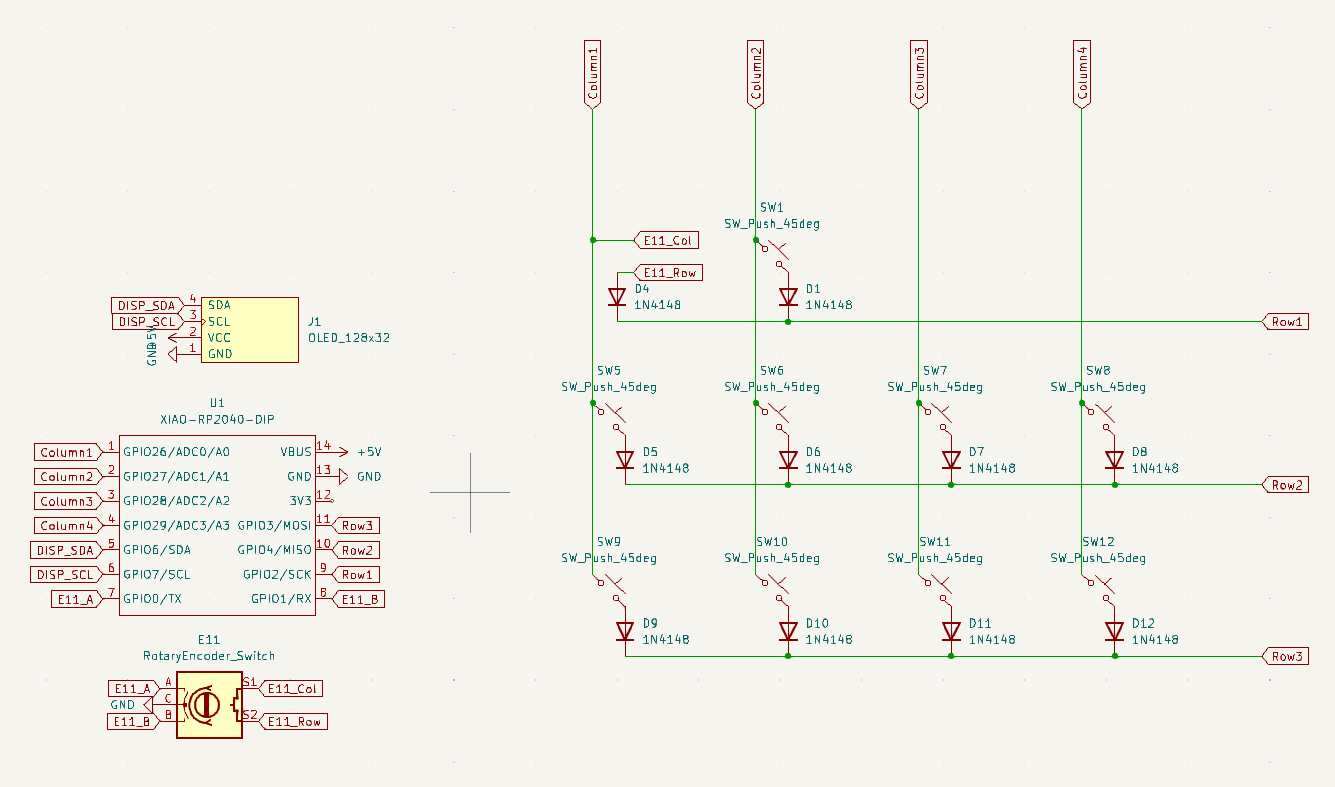 Column1
Column2
Column3
Column4
SW1
SW_Push_45deg
E11_Col
E11_Row
D4
1N4148
D1
1N4148
Row1
DISP_SDA 4 SDA
DISP_SCL 3 SCL
+5V 2 VCC
GND 1 GND
J1
OLED_128x32
SW5
SW_Push_45deg
SW6
SW_Push_45deg
SW7
SW_Push_45deg
SW8
SW_Push_45deg
D5
1N4148
D6
1N4148
D7
1N4148
D8
1N4148
Row2
U1
XIAO-RP2040-DIP
Column1 1 GPIO26/ADC0/A0 VBUS 14 +5V
Column2 2 GPIO27/ADC1/A1 GND 13 GND
Column3 3 GPIO28/ADC2/A2 3V3 12
Column4 4 GPIO29/ADC3/A3 GPIO3/MOSI 11 Row3
DISP_SDA 5 GPIO6/SDA GPIO4/MISO 10 Row2
DISP_SCL 6 GPIO7/SCL GPIO2/SCK 9 Row1
E11_A 7 GPIO0/TX GPIO1/RX 8 E11_B
SW9
SW_Push_45deg
SW10
SW_Push_45deg
SW11
SW_Push_45deg
SW12
SW_Push_45deg
D9
1N4148
D10
1N4148
D11
1N4148
D12
1N4148
Row3
E11
RotaryEncoder_Switch
E11_A A S1 E11_Col
GND C
E11_B B S2 E11_Row